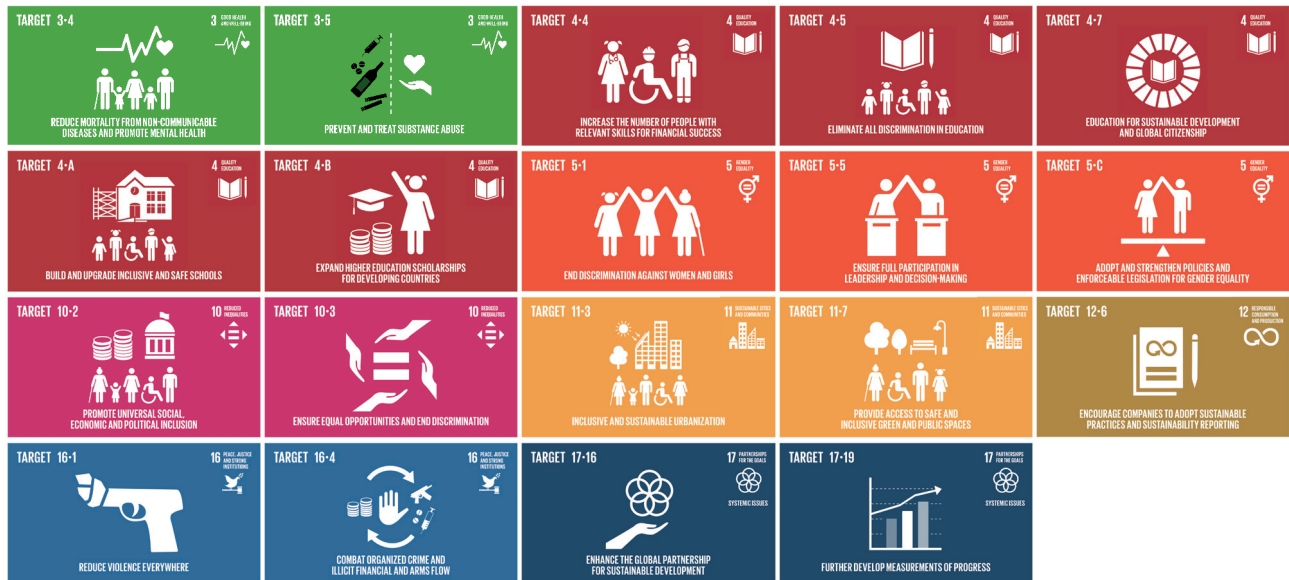 TARGET 3·4
3 GOOD HEALTH
AND WELL-BEING
REDUCE MORTALITY FROM NON-COMMUNICABLE
DISEASES AND PROMOTE MENTAL HEALTH
TARGET 3·5
3 GOOD HEALTH
AND WELL-BEING
PREVENT AND TREAT SUBSTANCE ABUSE
TARGET 4·4
4 QUALITY
EDUCATION
INCREASE THE NUMBER OF PEOPLE WITH
RELEVANT SKILLS FOR FINANCIAL SUCCESS
TARGET 4·5
4 QUALITY
EDUCATION
ELIMINATE ALL DISCRIMINATION IN EDUCATION
TARGET 4·7
4 QUALITY
EDUCATION
EDUCATION FOR SUSTAINABLE DEVELOPMENT
AND GLOBAL CITIZENSHIP
TARGET 4·A
4 QUALITY
EDUCATION
BUILD AND UPGRADE INCLUSIVE AND SAFE SCHOOLS
TARGET 4·B
4 QUALITY
EDUCATION
EXPAND HIGHER EDUCATION SCHOLARSHIPS
FOR DEVELOPING COUNTRIES
TARGET 5·1
5 GENDER
EQUALITY
END DISCRIMINATION AGAINST WOMEN AND GIRLS
TARGET 5·5
5 GENDER
EQUALITY
ENSURE FULL PARTICIPATION IN
LEADERSHIP AND DECISION-MAKING
TARGET 5·C
5 GENDER
EQUALITY
ADOPT AND STRENGTHEN POLICIES AND
ENFORCEABLE LEGISLATION FOR GENDER EQUALITY
TARGET 10·2
10 REDUCED
INEQUALITIES
PROMOTE UNIVERSAL SOCIAL,
ECONOMIC AND POLITICAL INCLUSION
TARGET 10·3
10 REDUCED
INEQUALITIES
ENSURE EQUAL OPPORTUNITIES AND END DISCRIMINATION
TARGET 11·3
11 SUSTAINABLE CITIES
AND COMMUNITIES
INCLUSIVE AND SUSTAINABLE URBANIZATION
TARGET 11·7
11 SUSTAINABLE CITIES
AND COMMUNITIES
PROVIDE ACCESS TO SAFE AND
INCLUSIVE GREEN AND PUBLIC SPACES
TARGET 12·6
12 RESPONSIBLE
CONSUMPTION
AND PRODUCTION
ENCOURAGE COMPANIES TO ADOPT SUSTAINABLE
PRACTICES AND SUSTAINABILITY REPORTING
TARGET 16·1
16 PEACE, JUSTICE
AND STRONG
INSTITUTIONS
REDUCE VIOLENCE EVERYWHERE
TARGET 16·4
16 PEACE, JUSTICE
AND STRONG
INSTITUTIONS
COMBAT ORGANIZED CRIME AND
ILLICIT FINANCIAL AND ARMS FLOW
TARGET 17·16
17 PARTNERSHIPS
FOR THE GOALS
SYSTEMIC ISSUES
ENHANCE THE GLOBAL PARTNERSHIP
FOR SUSTAINABLE DEVELOPMENT
TARGET 17·19
17 PARTNERSHIPS
FOR THE GOALS
SYSTEMIC ISSUES
FURTHER DEVELOP MEASUREMENTS OF PROGRESS